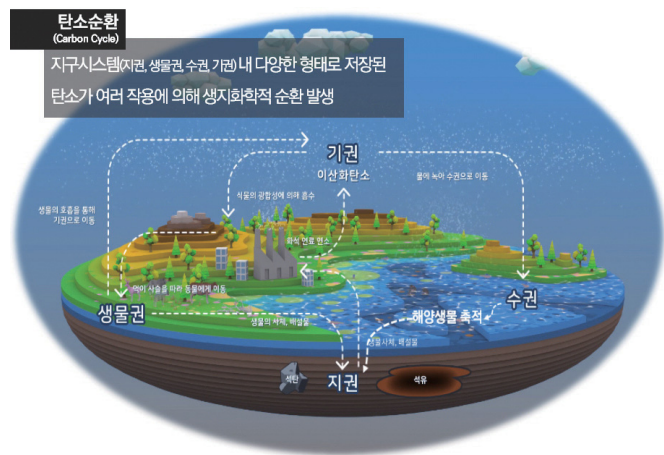 탄소순환
(Carbon Cycle)
지구시스템(지권, 생물권, 수권, 기권) 내 다양한 형태로 저장된
탄소가 여러 작용에 의해 생지화학적 순환 발생
기권
이산화탄소
물에 녹아 수권으로 이동
식물의 광합성에 의해 흡수
생물의 호흡을 통해
기권으로 이동
화석 연료 연소
먹이 사슬을 따라 동물에게 이동
생물권
수권
해양생물 축적
생물의 사체, 배설물
생물사체, 배설물
석탄
지권
석유